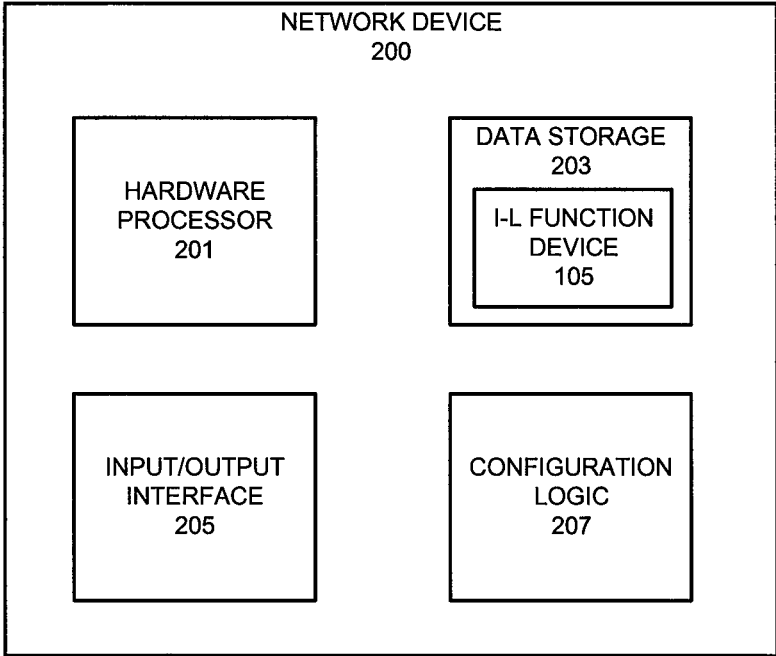 NETWORK DEVICE
200
HARDWARE
PROCESSOR
201
DATA STORAGE
203
I-L FUNCTION
DEVICE
105
INPUT/OUTPUT
INTERFACE
205
CONFIGURATION
LOGIC
207